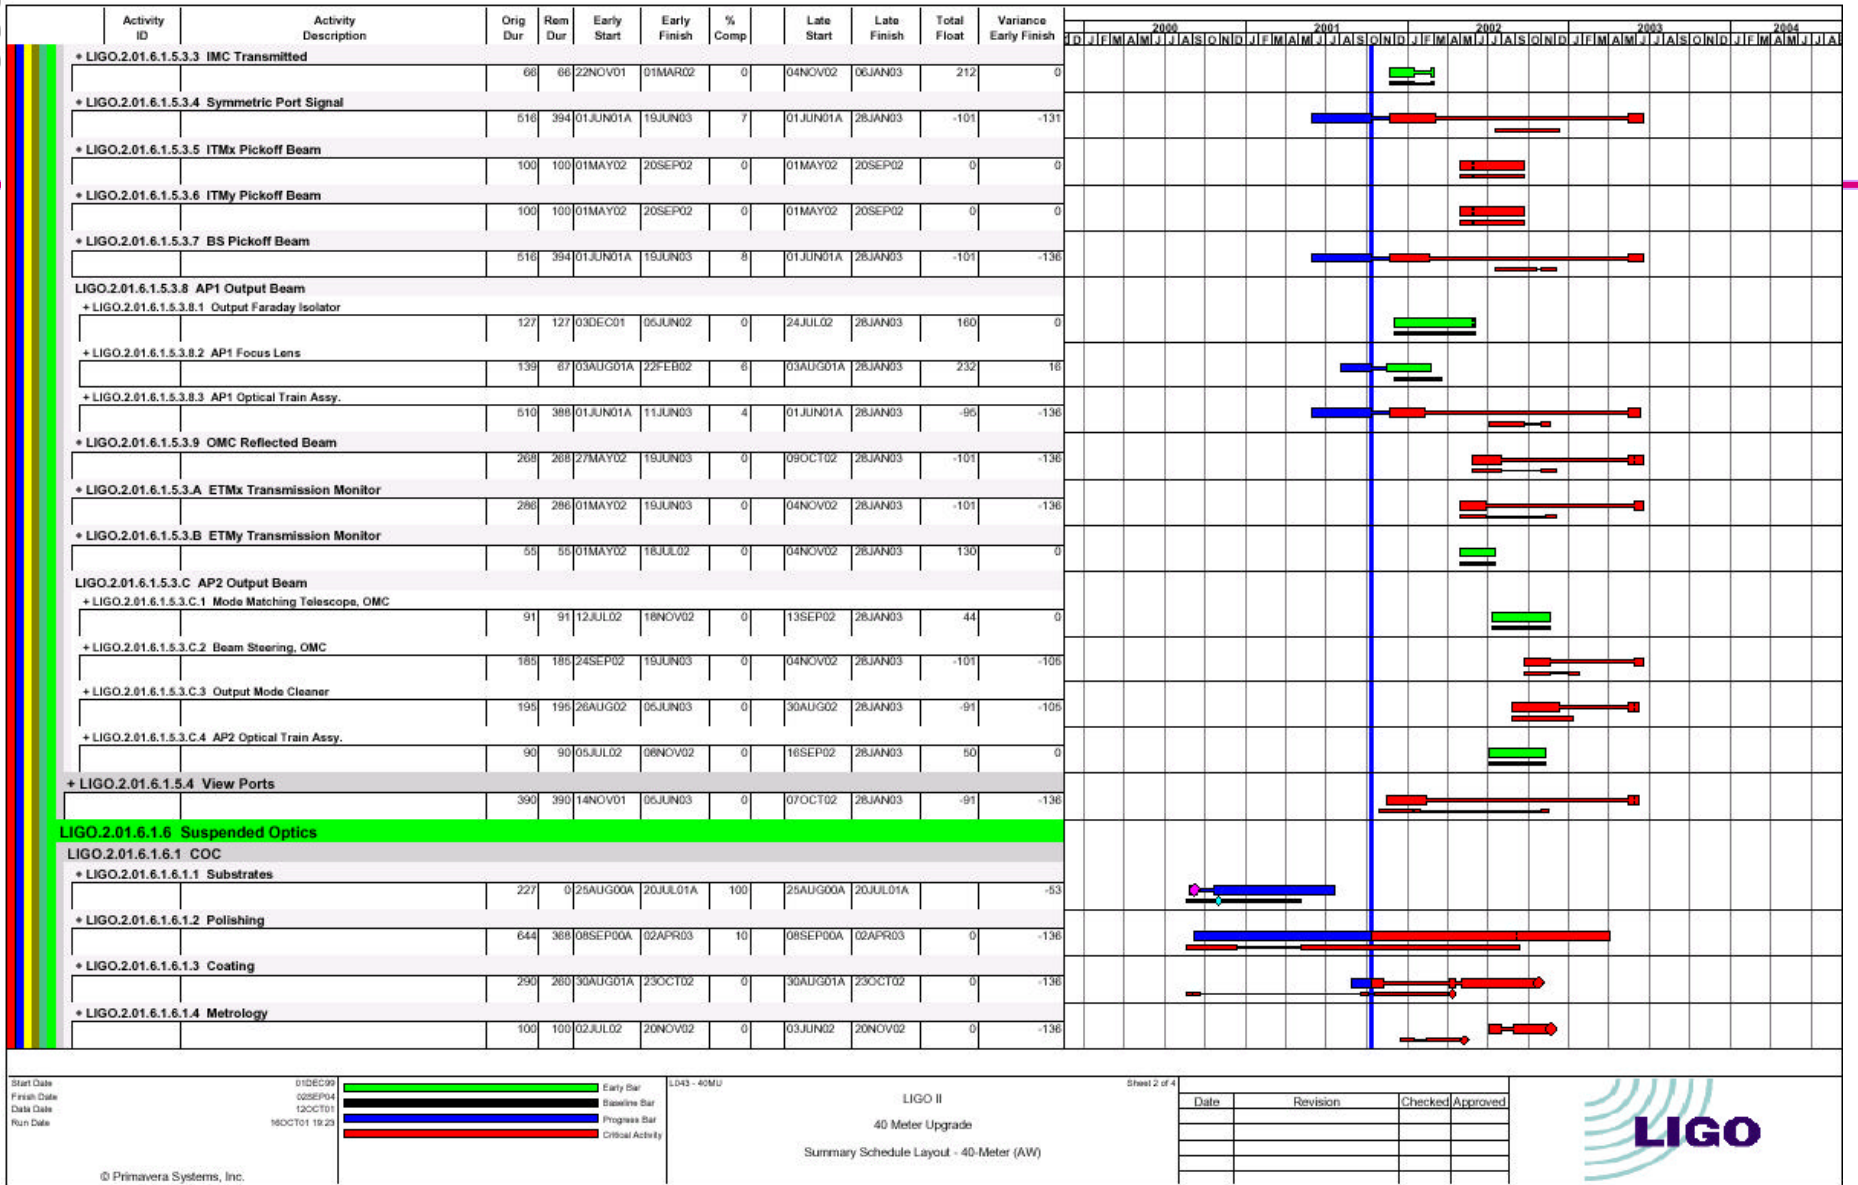 Activity ID Activity Description Orig Dur Rem Dur Early Start Early Finish % Comp Late Start Late Finish Total Float Variance Early Finish 2000 2001 2002 2003 2004
D J F M A M J J A S O N D J F M A M J J A S O N D J F M A M J J A S O N D J F M A M J J A S O N D J F M A M J J A
+ LIGO.2.01.6.1.5.3.3 IMC Transmitted
66 66 22NOV01 01MAR02 0 04NOV02 06JAN03 212 0
+ LIGO.2.01.6.1.5.3.4 Symmetric Port Signal
516 394 01JUN01A 19JUN03 7 01JUN01A 28JAN03 -101 -131
+ LIGO.2.01.6.1.5.3.5 ITMx Pickoff Beam
100 100 01MAY02 20SEP02 0 01MAY02 20SEP02 0 0
+ LIGO.2.01.6.1.5.3.6 ITMy Pickoff Beam
100 100 01MAY02 20SEP02 0 01MAY02 20SEP02 0 0
+ LIGO.2.01.6.1.5.3.7 BS Pickoff Beam
516 394 01JUN01A 19JUN03 8 01JUN01A 28JAN03 -101 -136
LIGO.2.01.6.1.5.3.8 AP1 Output Beam
+ LIGO.2.01.6.1.5.3.8.1 Output Faraday Isolator
127 127 03DEC01 05JUN02 0 24JUL02 28JAN03 160 0
+ LIGO.2.01.6.1.5.3.8.2 AP1 Focus Lens
139 67 03AUG01A 22FEB02 6 03AUG01A 28JAN03 232 16
+ LIGO.2.01.6.1.5.3.8.3 AP1 Optical Train Assy.
510 388 01JUN01A 11JUN03 4 01JUN01A 28JAN03 -95 -136
+ LIGO.2.01.6.1.5.3.9 OMC Reflected Beam
268 268 27MAY02 19JUN03 0 09OCT02 28JAN03 -101 -136
+ LIGO.2.01.6.1.5.3.A ETMx Transmission Monitor
286 286 01MAY02 19JUN03 0 04NOV02 28JAN03 -101 -136
+ LIGO.2.01.6.1.5.3.B ETMy Transmission Monitor
55 55 01MAY02 18JUL02 0 04NOV02 28JAN03 130 0
LIGO.2.01.6.1.5.3.C AP2 Output Beam
+ LIGO.2.01.6.1.5.3.C.1 Mode Matching Telescope, OMC
91 91 12JUL02 18NOV02 0 13SEP02 28JAN03 44 0
+ LIGO.2.01.6.1.5.3.C.2 Beam Steering, OMC
185 185 24SEP02 19JUN03 0 04NOV02 28JAN03 -101 -105
+ LIGO.2.01.6.1.5.3.C.3 Output Mode Cleaner
195 195 26AUG02 05JUN03 0 30AUG02 28JAN03 -91 -105
+ LIGO.2.01.6.1.5.3.C.4 AP2 Optical Train Assy.
90 90 05JUL02 08NOV02 0 16SEP02 28JAN03 50 0
+ LIGO.2.01.6.1.5.4 View Ports
390 390 14NOV01 05JUN03 0 07OCT02 28JAN03 -91 -136
LIGO.2.01.6.1.6 Suspended Optics
LIGO.2.01.6.1.6.1 COC
+ LIGO.2.01.6.1.6.1.1 Substrates
227 0 25AUG00A 20JUL01A 100 25AUG00A 20JUL01A -53
+ LIGO.2.01.6.1.6.1.2 Polishing
644 368 08SEP00A 02APR03 10 08SEP00A 02APR03 0 -136
+ LIGO.2.01.6.1.6.1.3 Coating
290 260 30AUG01A 23OCT02 0 30AUG01A 23OCT02 0 -136
+ LIGO.2.01.6.1.6.1.4 Metrology
100 100 02JUL02 20NOV02 0 03JUN02 20NOV02 0 -136
Start Date 01DEC99
Finish Date 02SEP04
Data Date 12OCT01
Run Date 16OCT01 19:23
© Primavera Systems, Inc.
Early Bar
Baseline Bar
Progress Bar
Critical Activity
L043 - 40MU
LIGO II
40 Meter Upgrade
Summary Schedule Layout - 40-Meter (AW)
Sheet 2 of 4
Date Revision Checked Approved
LIGO